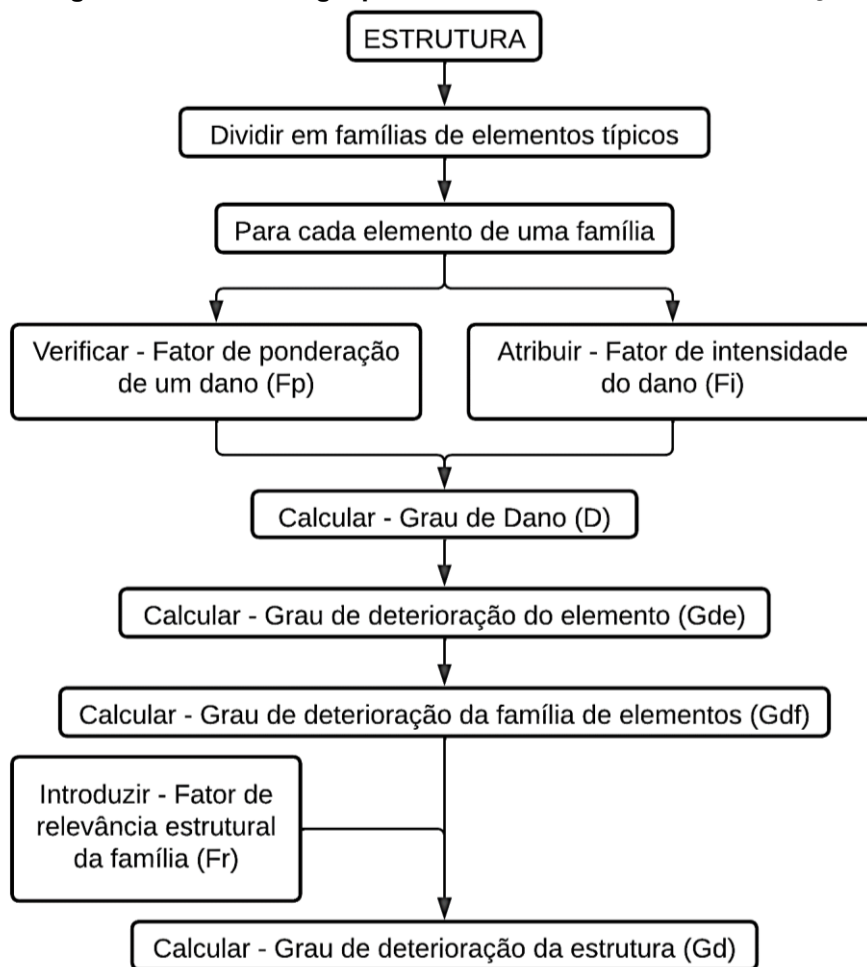 ESTRUTURA
Dividir em famílias de elementos típicos
Para cada elemento de uma família
Verificar - Fator de ponderação
de um dano (Fp)
Atribuir - Fator de intensidade
do dano (Fi)
Calcular - Grau de Dano (D)
Calcular - Grau de deterioração do elemento (Gde)
Calcular - Grau de deterioração da família de elementos (Gdf)
Introduzir - Fator de
relevância estrutural
da família (Fr)
Calcular - Grau de deterioração da estrutura (Gd)